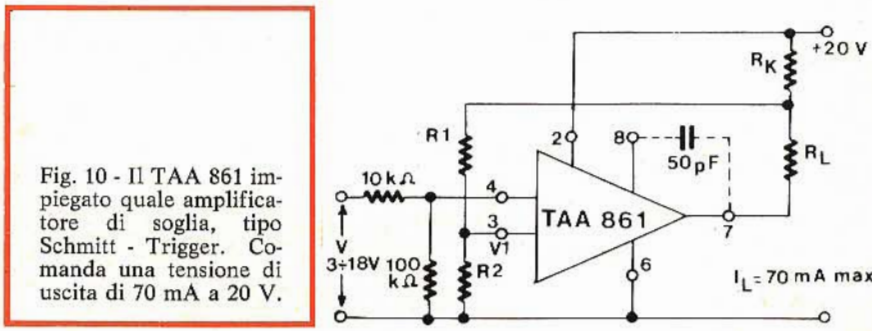 Fig. 10 - Il TAA 861 im-
piegato quale amplifica-
tore di soglia, tipo
Schmitt - Trigger. Co-
manda una tensione di
uscita di 70 mA a 20 V.
+20 V
RK
R1
2
8
50 pF
RL
10 kΩ
4
TAA 861
7
3
V1
V
3÷18V
100
kΩ
R2
6
IL = 70 mA max